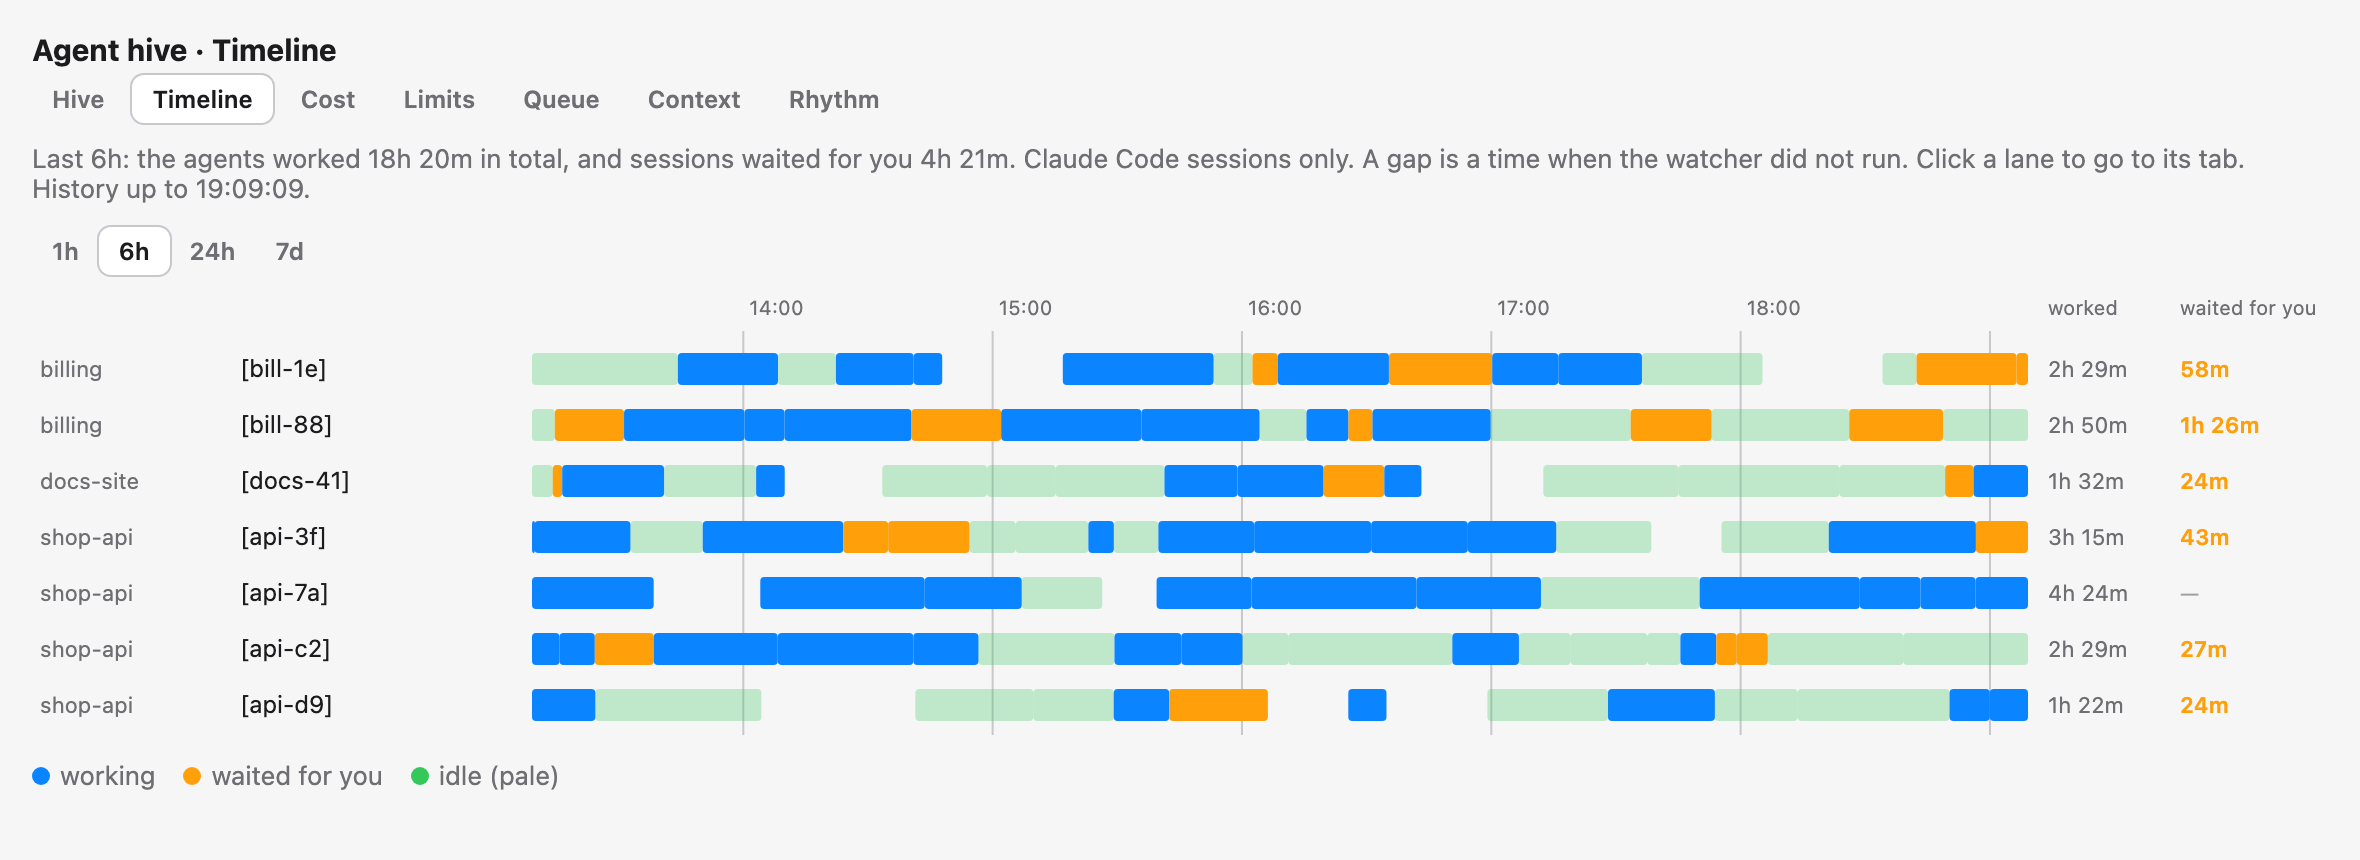 Agent hive · Timeline
Hive Timeline Cost Limits Queue Context Rhythm
Last 6h: the agents worked 18h 20m in total, and sessions waited for you 4h 21m. Claude Code sessions only. A gap is a time when the watcher did not run. Click a lane to go to its tab.
History up to 19:09:09.
1h 6h 24h 7d
14:00 15:00 16:00 17:00 18:00 worked waited for you
billing [bill-1e] 2h 29m 58m
billing [bill-88] 2h 50m 1h 26m
docs-site [docs-41] 1h 32m 24m
shop-api [api-3f] 3h 15m 43m
shop-api [api-7a] 4h 24m —
shop-api [api-c2] 2h 29m 27m
shop-api [api-d9] 1h 22m 24m
working waited for you idle (pale)